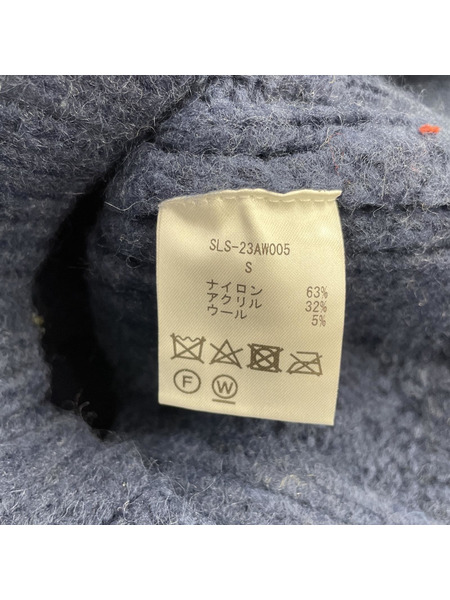 SLS-23AW005
S
ナイロン 63%
アクリル 32%
ウール 5%
F W